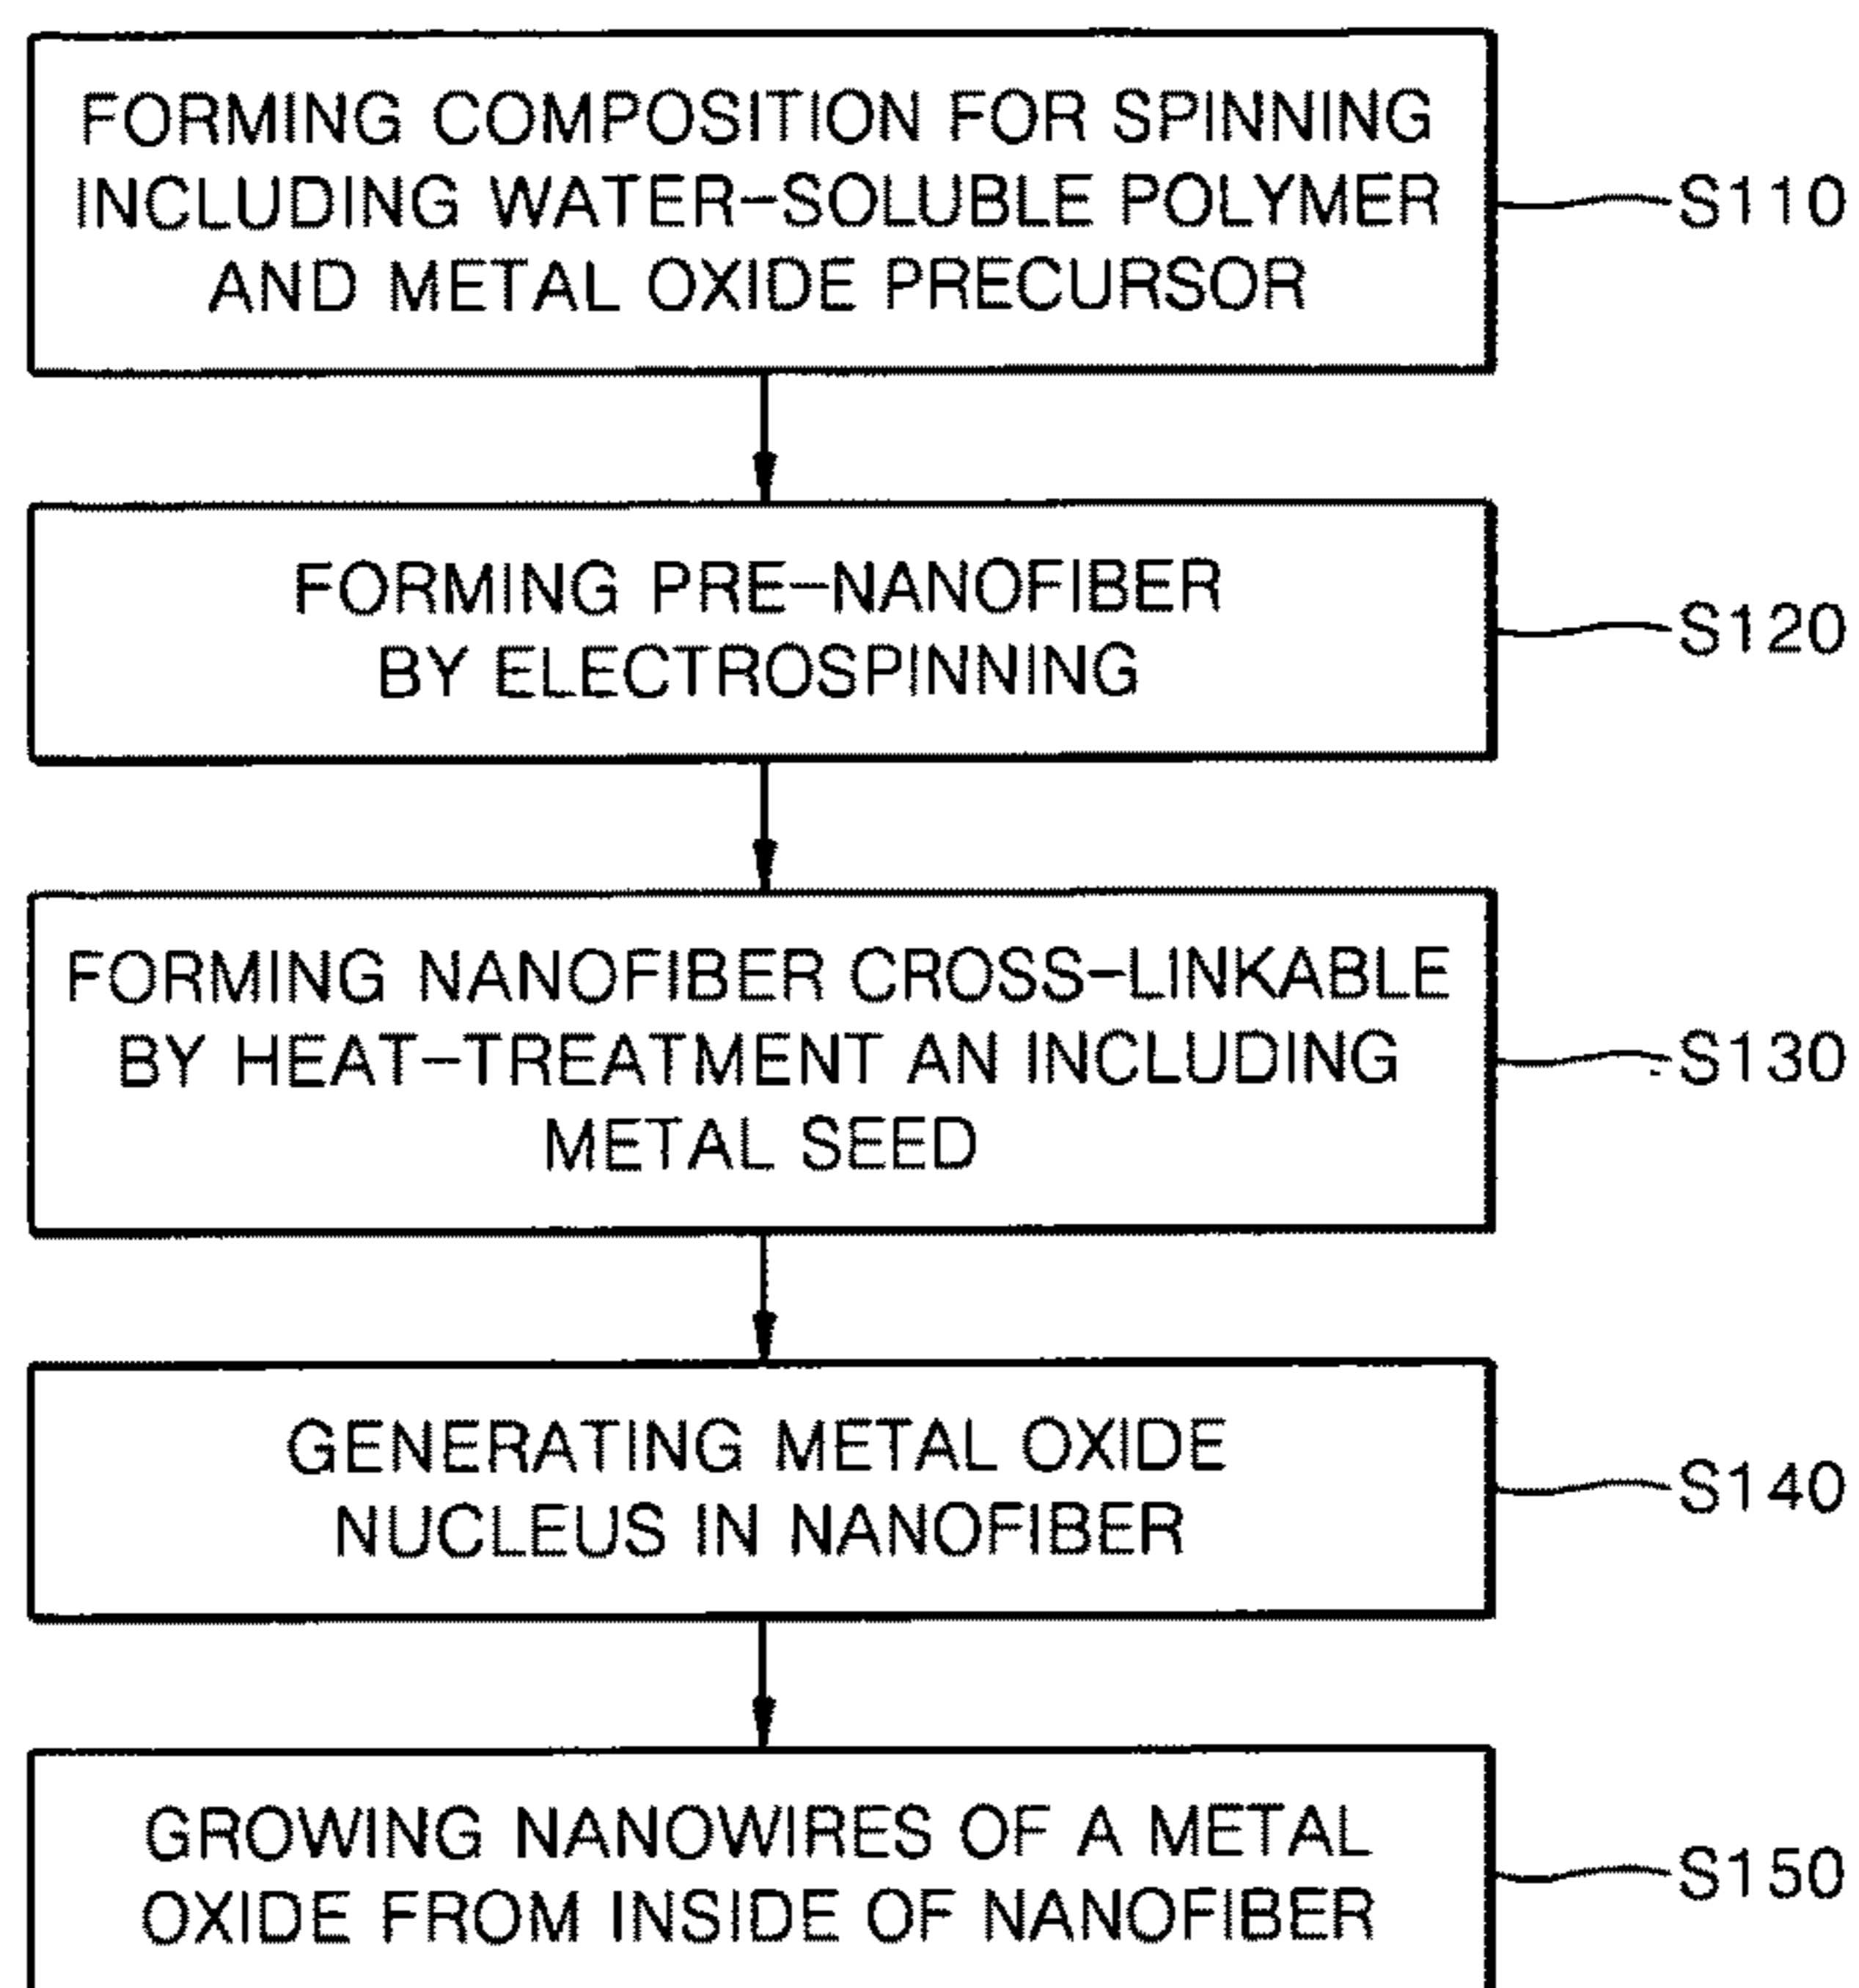 FORMING COMPOSITION FOR SPINNING
INCLUDING WATER-SOLUBLE POLYMER
AND METAL OXIDE PRECURSOR
S110
FORMING PRE-NANOFIBER
BY ELECTROSPINNING
S120
FORMING NANOFIBER CROSS-LINKABLE
BY HEAT-TREATMENT AN INCLUDING
METAL SEED
S130
GENERATING METAL OXIDE
NUCLEUS IN NANOFIBER
S140
GROWING NANOWIRES OF A METAL
OXIDE FROM INSIDE OF NANOFIBER
S150